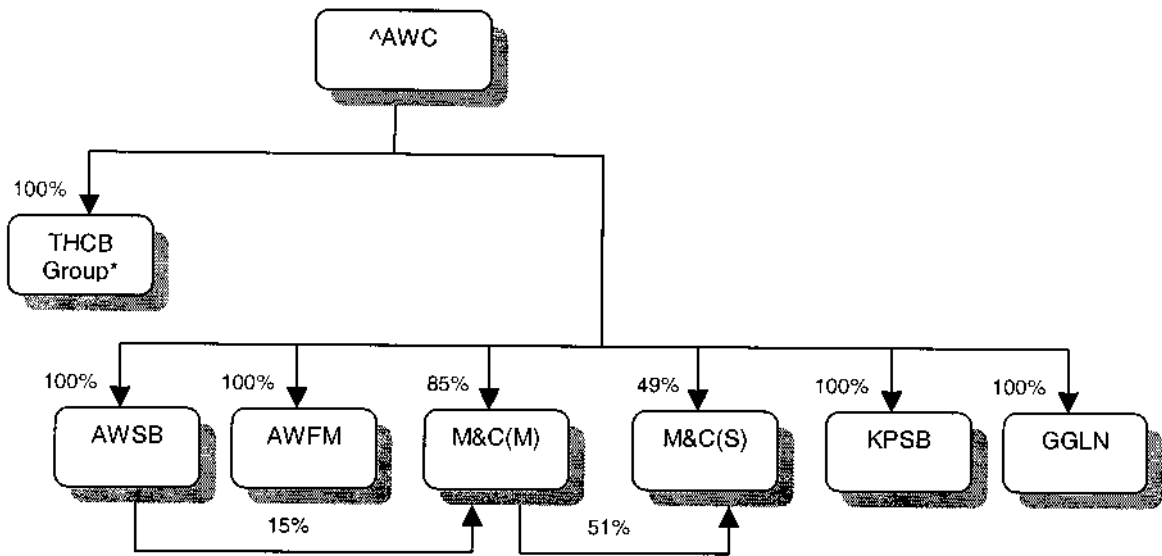 ^AWC
100%
THCB
Group*
100%
100%
85%
49%
100%
100%
AWSB
AWFM
M&C(M)
M&C(S)
KPSB
GGLN
15%
51%